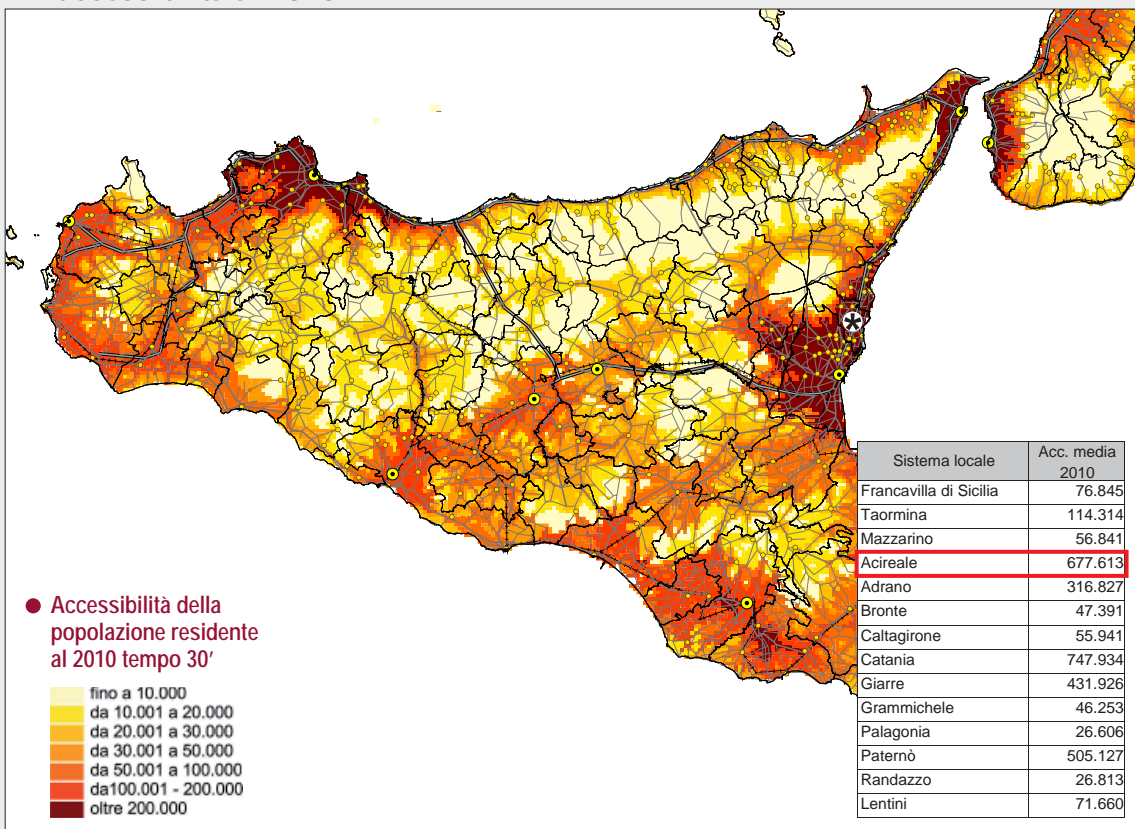 Sistema locale Acc. media 2010
Francavilla di Sicilia 76.845
Taormina 114.314
Mazzarino 56.841
Acireale 677.613
Adrano 316.827
Bronte 47.391
Caltagirone 55.941
Catania 747.934
Giarre 431.926
Grammichele 46.253
Palagonia 26.606
Paternò 505.127
Randazzo 26.813
Lentini 71.660
Accessibilità della
popolazione residente
al 2010 tempo 30'
fino a 10.000
da 10.001 a 20.000
da 20.001 a 30.000
da 30.001 a 50.000
da 50.001 a 100.000
da100.001 - 200.000
oltre 200.000